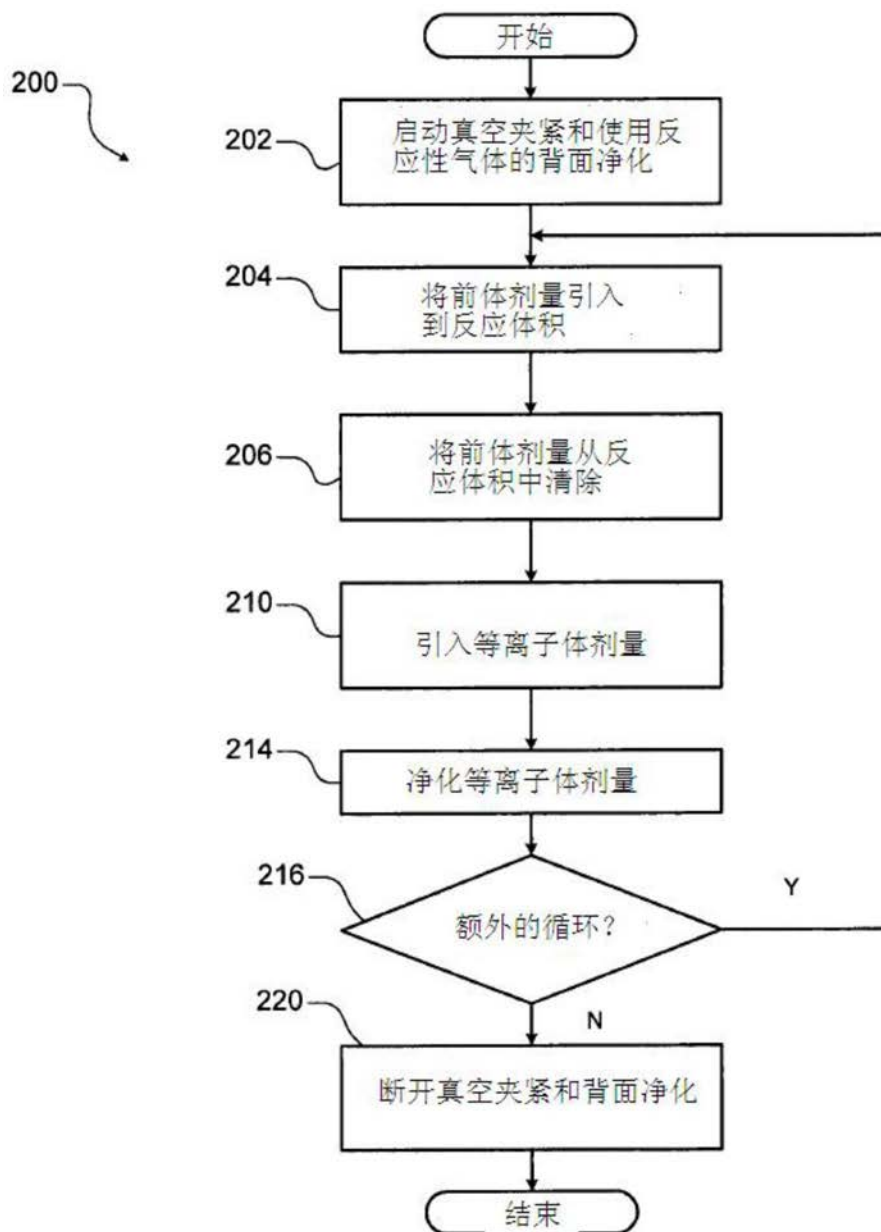 开始
200
202
启动真空夹紧和使用反
应性气体的背面净化
204
将前体剂量引入
到反应体积
206
将前体剂量从反
应体积中清除
210
引入等离子体剂量
214
净化等离子体剂量
216
额外的循环?
Y
220
N
断开真空夹紧和背面净化
结束